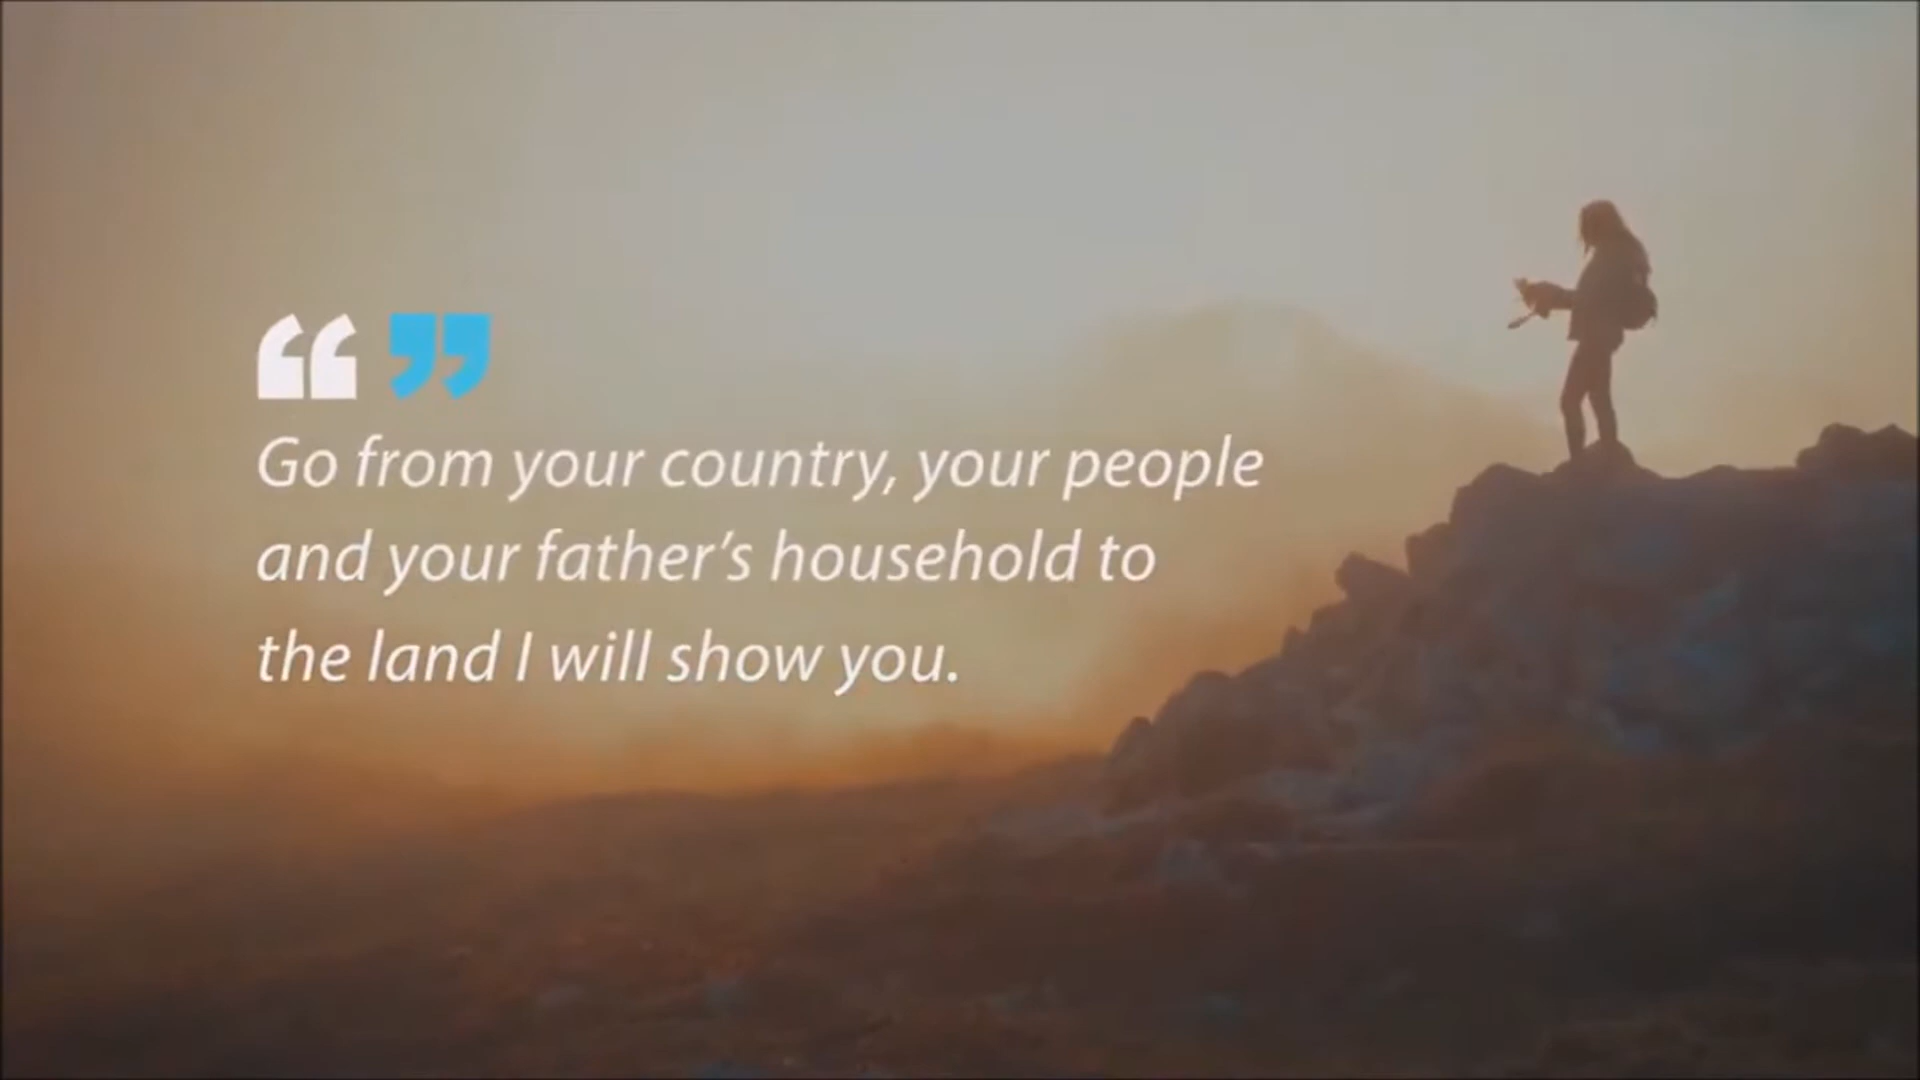 “ ”
Go from your country, your people
and your father’s household to
the land I will show you.